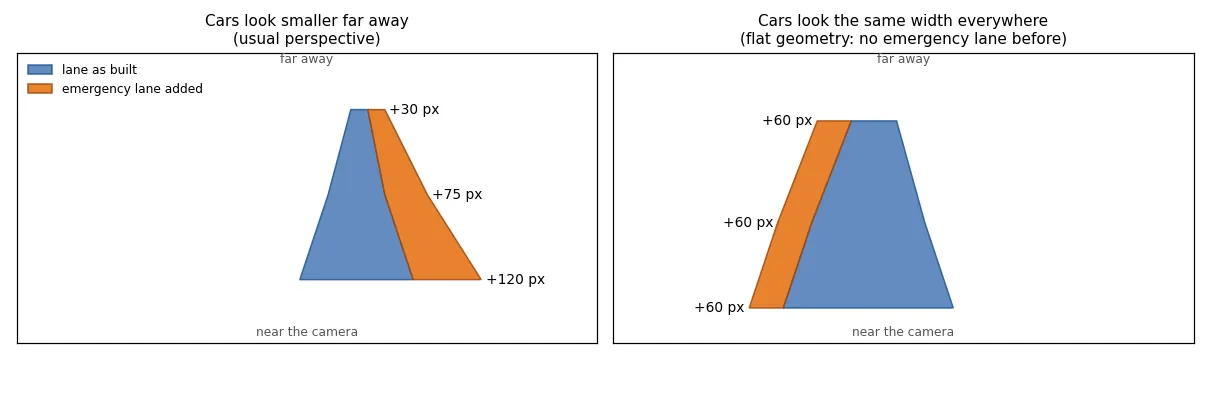 Cars look smaller far away
(usual perspective)
far away
lane as built
emergency lane added
+30 px
+75 px
+120 px
near the camera
Cars look the same width everywhere
(flat geometry: no emergency lane before)
far away
+60 px
+60 px
+60 px
near the camera